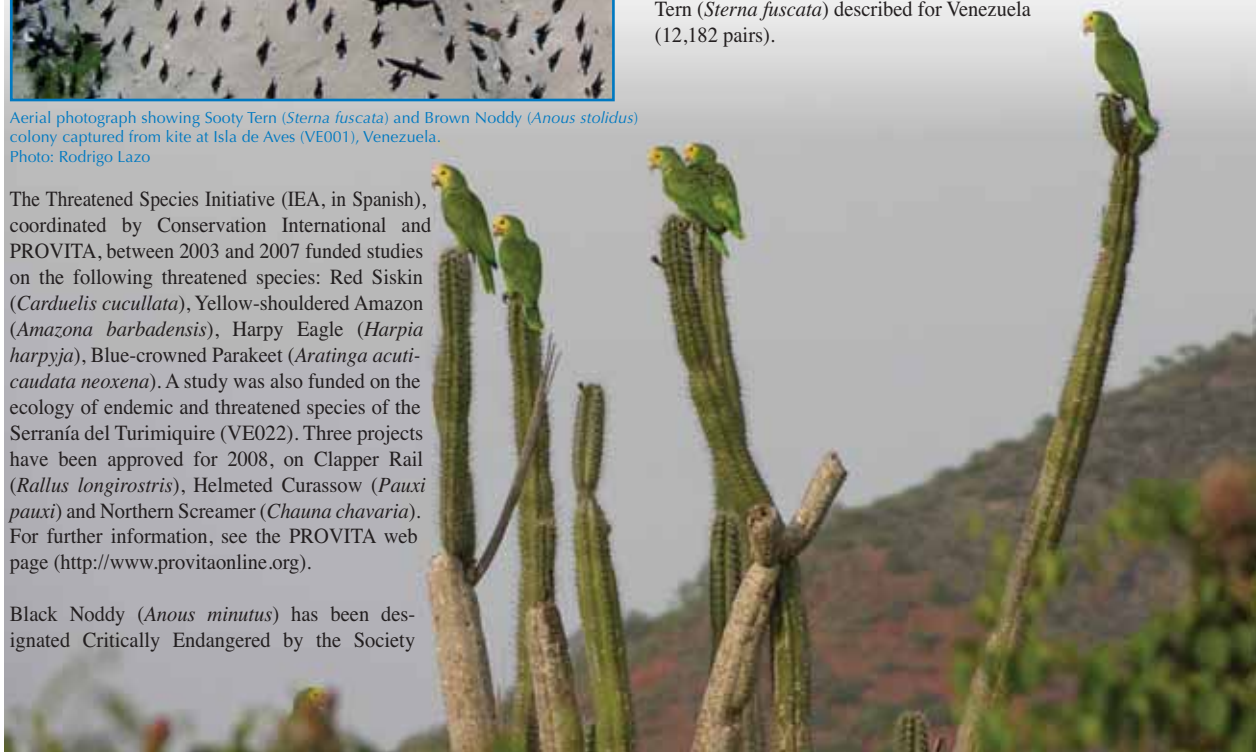 Aerial photograph showing Sooty Tern (Sterna fuscata) and Brown Noddy (Anous stolidus)
colony captured from kite at Isla de Aves (VE001), Venezuela.
Photo: Rodrigo Lazo
The Threatened Species Initiative (IEA, in Spanish),
coordinated by Conservation International and
PROVITA, between 2003 and 2007 funded studies
on the following threatened species: Red Siskin
(Carduelis cucullata), Yellow-shouldered Amazon
(Amazona barbadensis), Harpy Eagle (Harpia
harpyja), Blue-crowned Parakeet (Aratinga acuti-
caudata neoxena). A study was also funded on the
ecology of endemic and threatened species of the
Serranía del Turimiquire (VE022). Three projects
have been approved for 2008, on Clapper Rail
(Rallus longirostris), Helmeted Curassow (Pauxi
pauxi) and Northern Screamer (Chauna chavaria).
For further information, see the PROVITA web
page (http://www.provitaonline.org).
Black Noddy (Anous minutus) has been des-
ignated Critically Endangered by the Society
Tern (Sterna fuscata) described for Venezuela
(12,182 pairs).